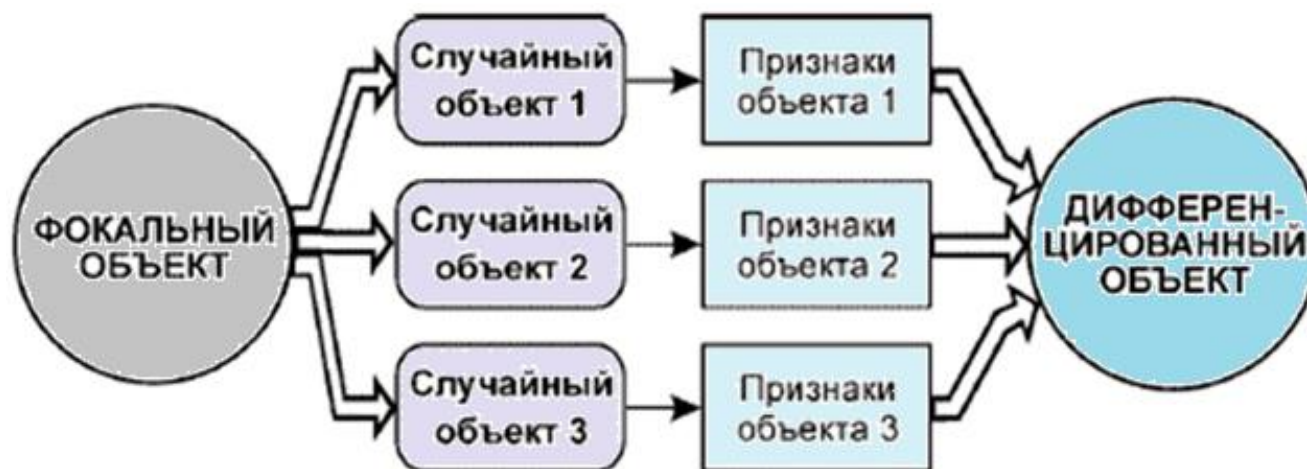 ФОКАЛЬНЫЙ
ОБЪЕКТ
Случайный
объект 1
Признаки
объекта 1
Случайный
объект 2
Признаки
объекта 2
Случайный
объект 3
Признаки
объекта 3
ДИФФЕРЕН-
ЦИРОВАННЫЙ
ОБЪЕКТ